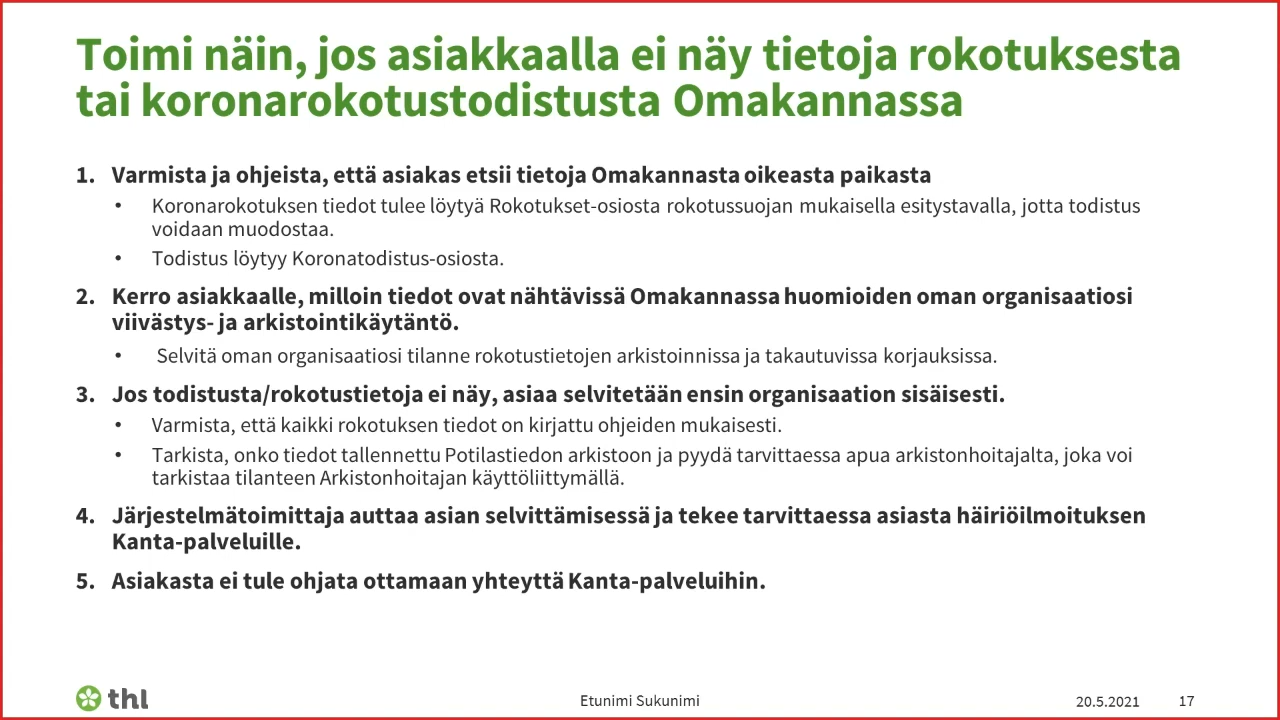 Toimi näin, jos asiakkaalla ei näy tietoja rokotuksesta
tai koronarokotustodistusta Omakannassa
1. Varmista ja ohjeista, että asiakas etsii tietoja Omakannasta oikeasta paikasta
• Koronarokotuksen tiedot tulee löytyä Rokotukset-osiosta rokotussuojan mukaisella esitystavalla, jotta todistus
voidaan muodostaa.
• Todistus löytyy Koronatodistus-osiosta.
2. Kerro asiakkaalle, milloin tiedot ovat nähtävissä Omakannassa huomioiden oman organisaatiosi
viivästys- ja arkistointikäytäntö.
• Selvitä oman organisaatiosi tilanne rokotustietojen arkistoinnissa ja takautuvissa korjauksissa.
3. Jos todistusta/rokotustietoja ei näy, asiaa selvitetään ensin organisaation sisäisesti.
• Varmista, että kaikki rokotuksen tiedot on kirjattu ohjeiden mukaisesti.
• Tarkista, onko tiedot tallennettu Potilastiedon arkistoon ja pyydä tarvittaessa apua arkistonhoitajalta, joka voi
tarkistaa tilanteen Arkistonhoitajan käyttöliittymällä.
4. Järjestelmätoimittaja auttaa asian selvittämisessä ja tekee tarvittaessa asiasta häiriöilmoituksen
Kanta-palveluille.
5. Asiakasta ei tule ohjata ottamaan yhteyttä Kanta-palveluihin.
thl
Etunimi Sukunimi
20.5.2021
17